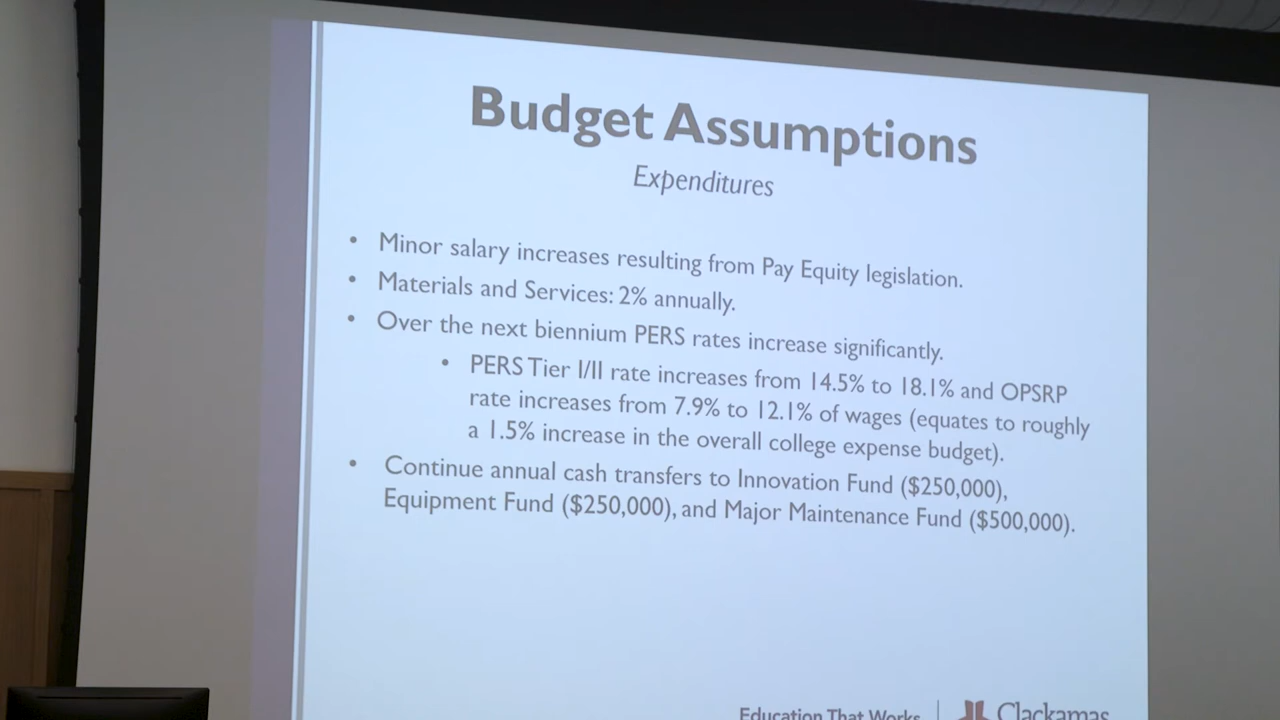 Budget Assumptions
Expenditures
• Minor salary increases resulting from Pay Equity legislation.
• Materials and Services: 2% annually.
• Over the next biennium PERS rates increase significantly.
• PERS Tier I/II rate increases from 14.5% to 18.1% and OPSRP
rate increases from 7.9% to 12.1% of wages (equates to roughly
a 1.5% increase in the overall college expense budget).
• Continue annual cash transfers to Innovation Fund ($250,000),
Equipment Fund ($250,000), and Major Maintenance Fund ($500,000).
Education That Works
Clackamas